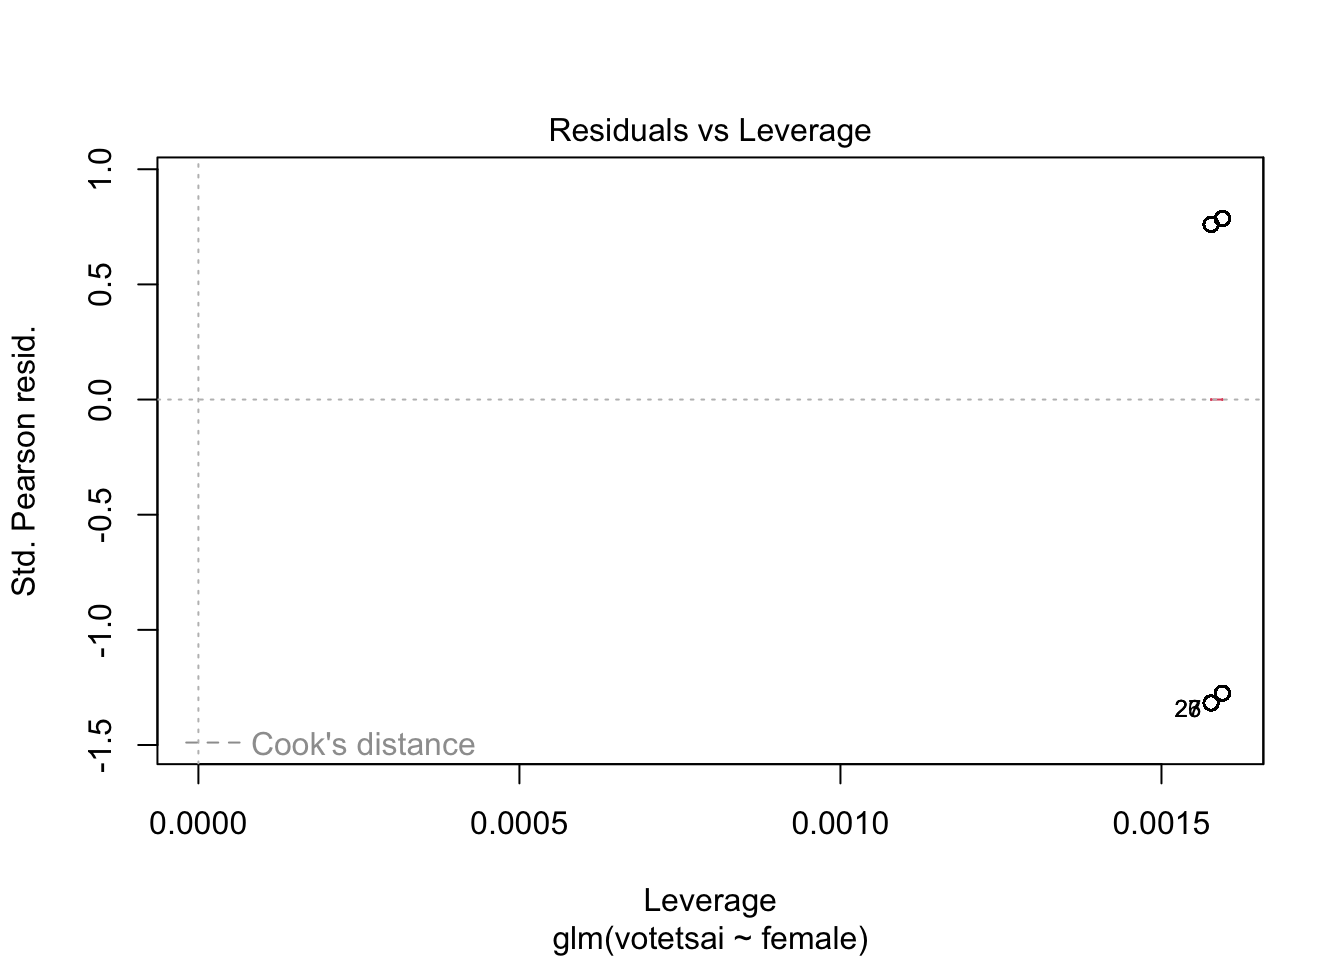 Residuals vs Leverage
1.0
0.5
0.0
-0.5
-1.0
-1.5
Std. Pearson resid.
Cook's distance
0.0000 0.0005 0.0010 0.0015
Leverage
glm(votetsai ~ female)